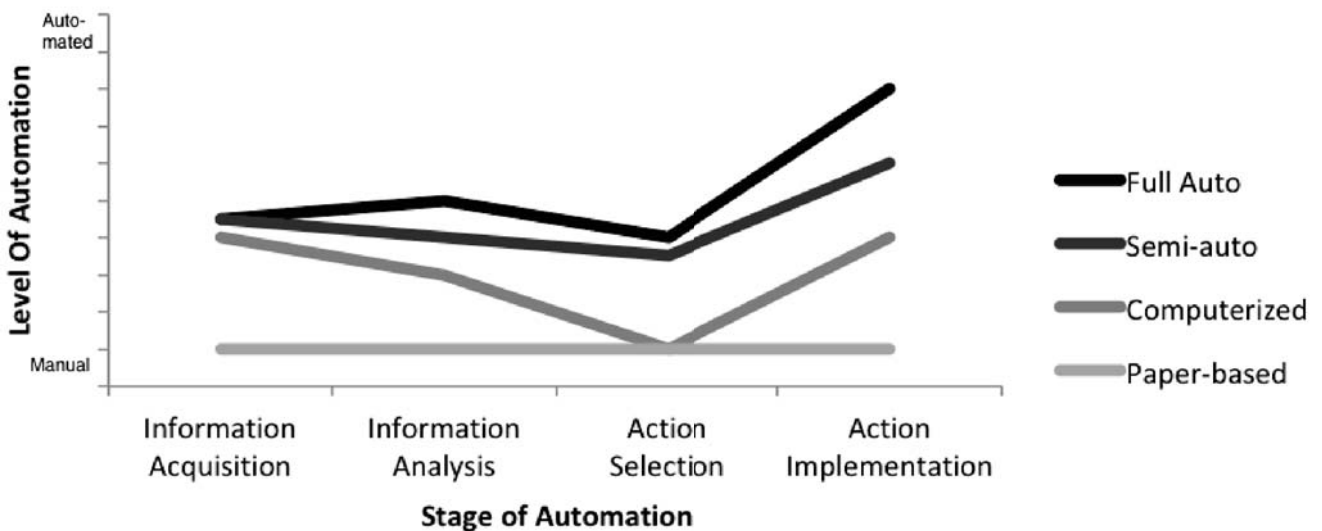 Auto-
mated
Level Of Automation
Manual
Information
Acquisition
Information
Analysis
Action
Selection
Action
Implementation
Stage of Automation
Full Auto
Semi-auto
Computerized
Paper-based